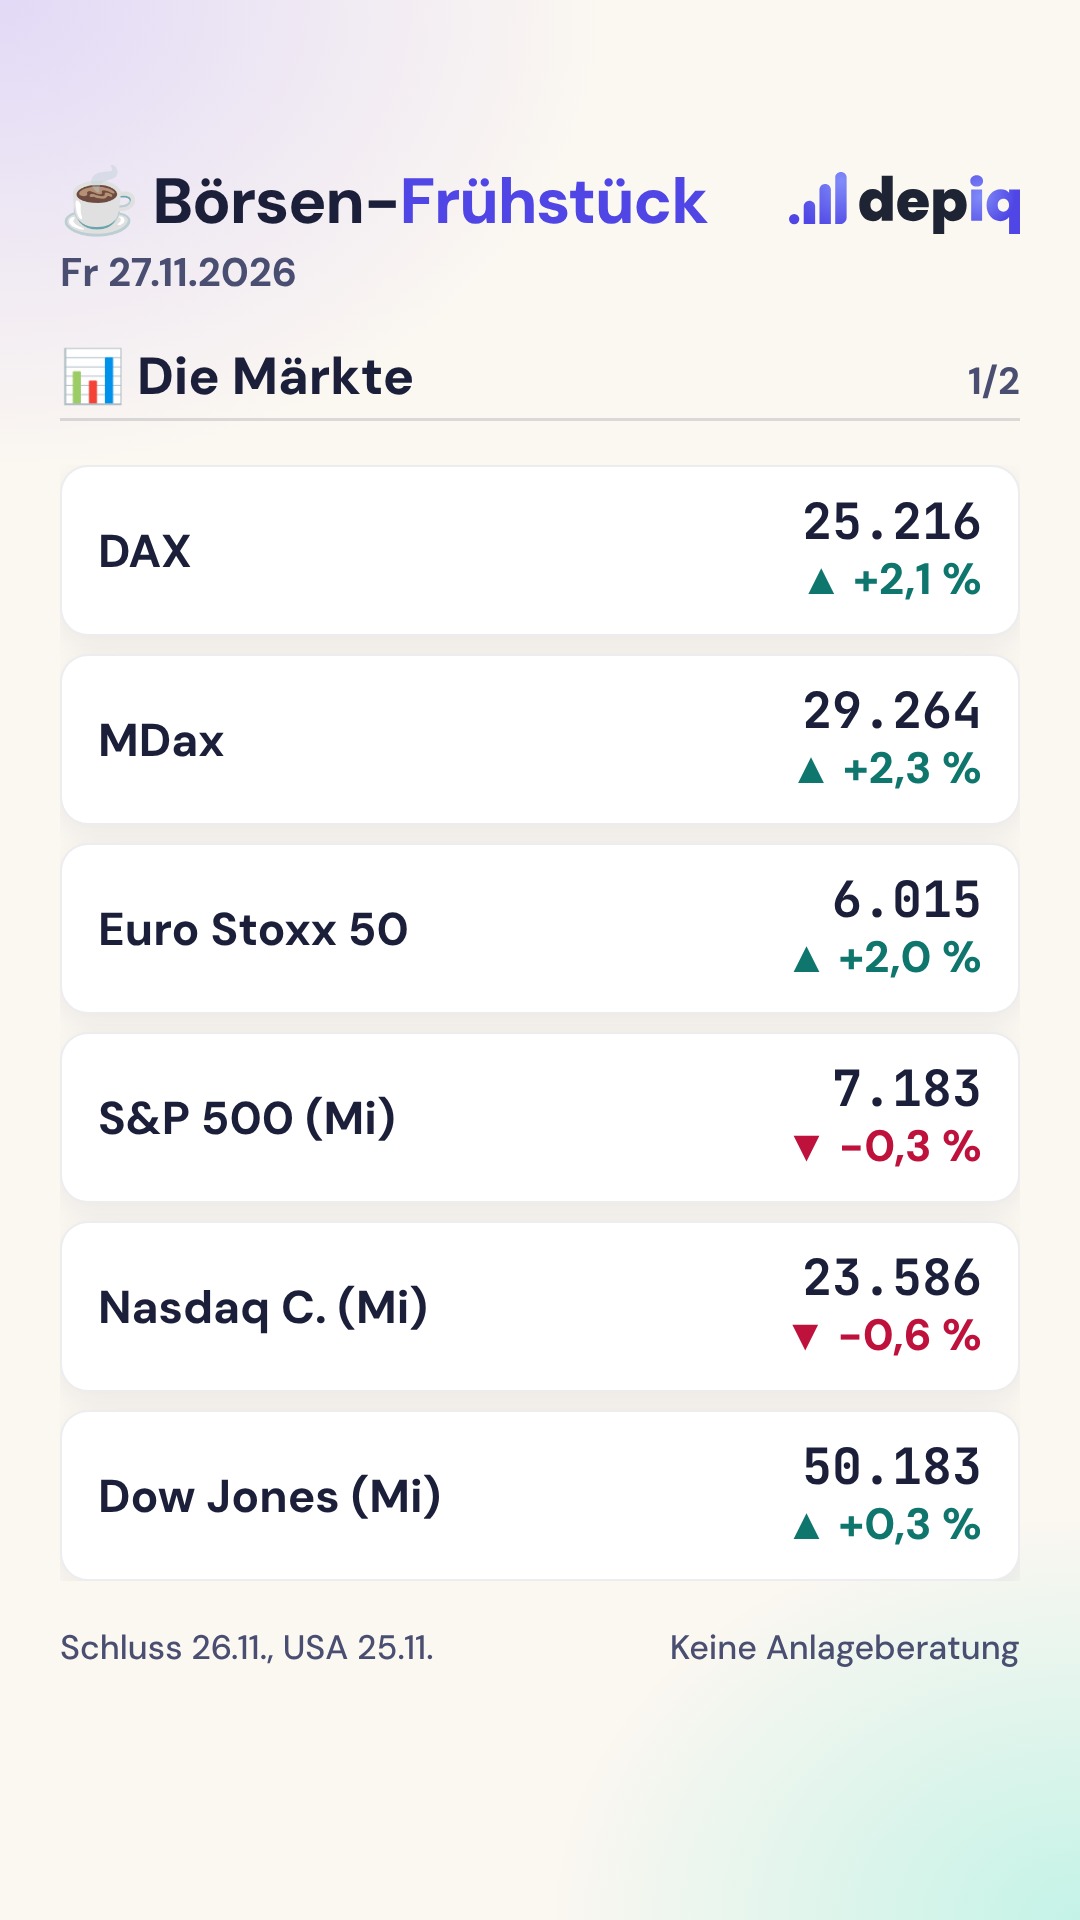 Börsen-Frühstück
depiq
Fr 27.11.2026
Die Märkte
1/2
DAX
25.216
▲ +2,1 %
MDax
29.264
▲ +2,3 %
Euro Stoxx 50
6.015
▲ +2,0 %
S&P 500 (Mi)
7.183
▼ -0,3 %
Nasdaq C. (Mi)
23.586
▼ -0,6 %
Dow Jones (Mi)
50.183
▲ +0,3 %
Schluss 26.11., USA 25.11.
Keine Anlageberatung